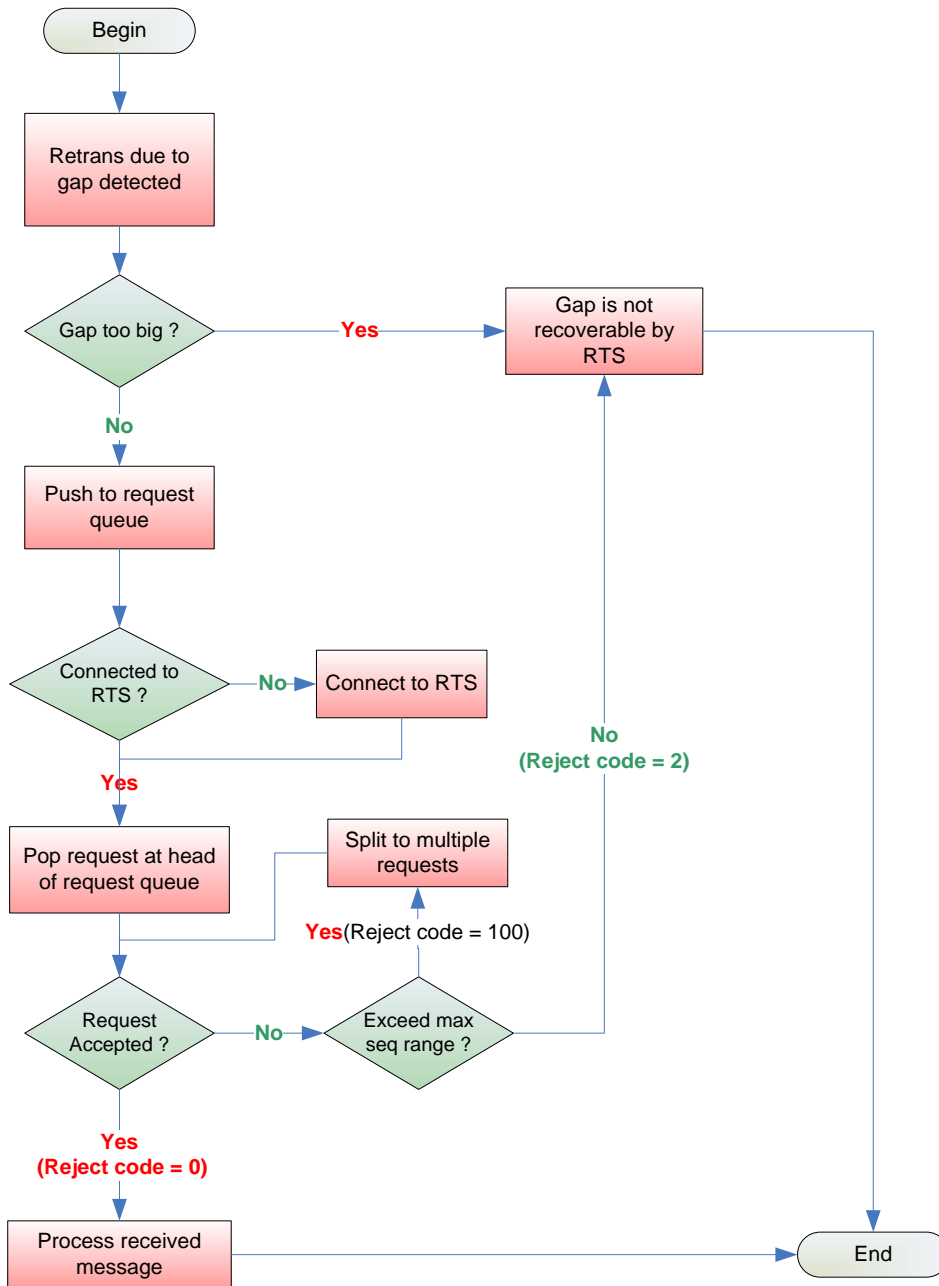 Begin
Retrans due to
gap detected
Gap too big ?
Yes
Gap is not
recoverable by
RTS
No
Push to request
queue
Connected to
RTS ?
No
Connect to RTS
No
(Reject code = 2)
Yes
Pop request at head
of request queue
Split to multiple
requests
Yes(Reject code = 100)
Request
Accepted ?
No
Exceed max
seq range ?
Yes
(Reject code = 0)
Process received
message
End